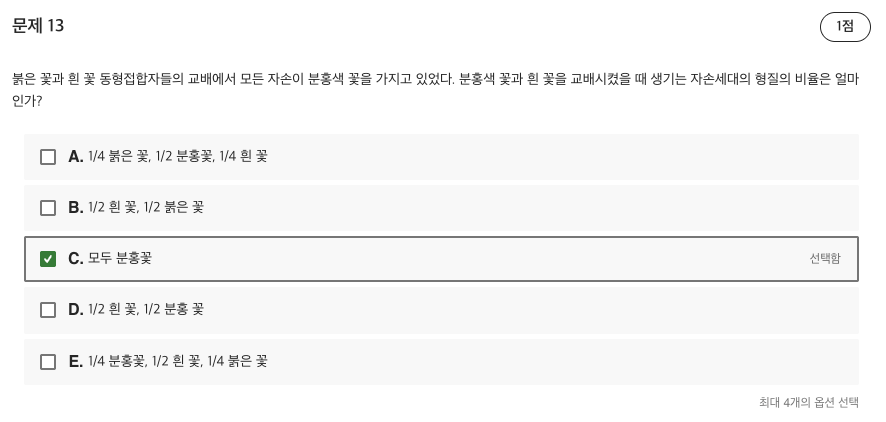 문제 13
1점
붉은 꽃과 흰 꽃 동형접합자들의 교배에서 모든 자손이 분홍색 꽃을 가지고 있었다. 분홍색 꽃과 흰 꽃을 교배시켰을 때 생기는 자손세대의 형질의 비율은 얼마
인가?
A. 1/4 붉은 꽃, 1/2 분홍꽃, 1/4 흰 꽃
B. 1/2 흰 꽃, 1/2 붉은 꽃
C. 모두 분홍꽃
선택함
D. 1/2 흰 꽃, 1/2 분홍 꽃
E. 1/4 분홍꽃, 1/2 흰 꽃, 1/4 붉은 꽃
최대 4개의 옵션 선택